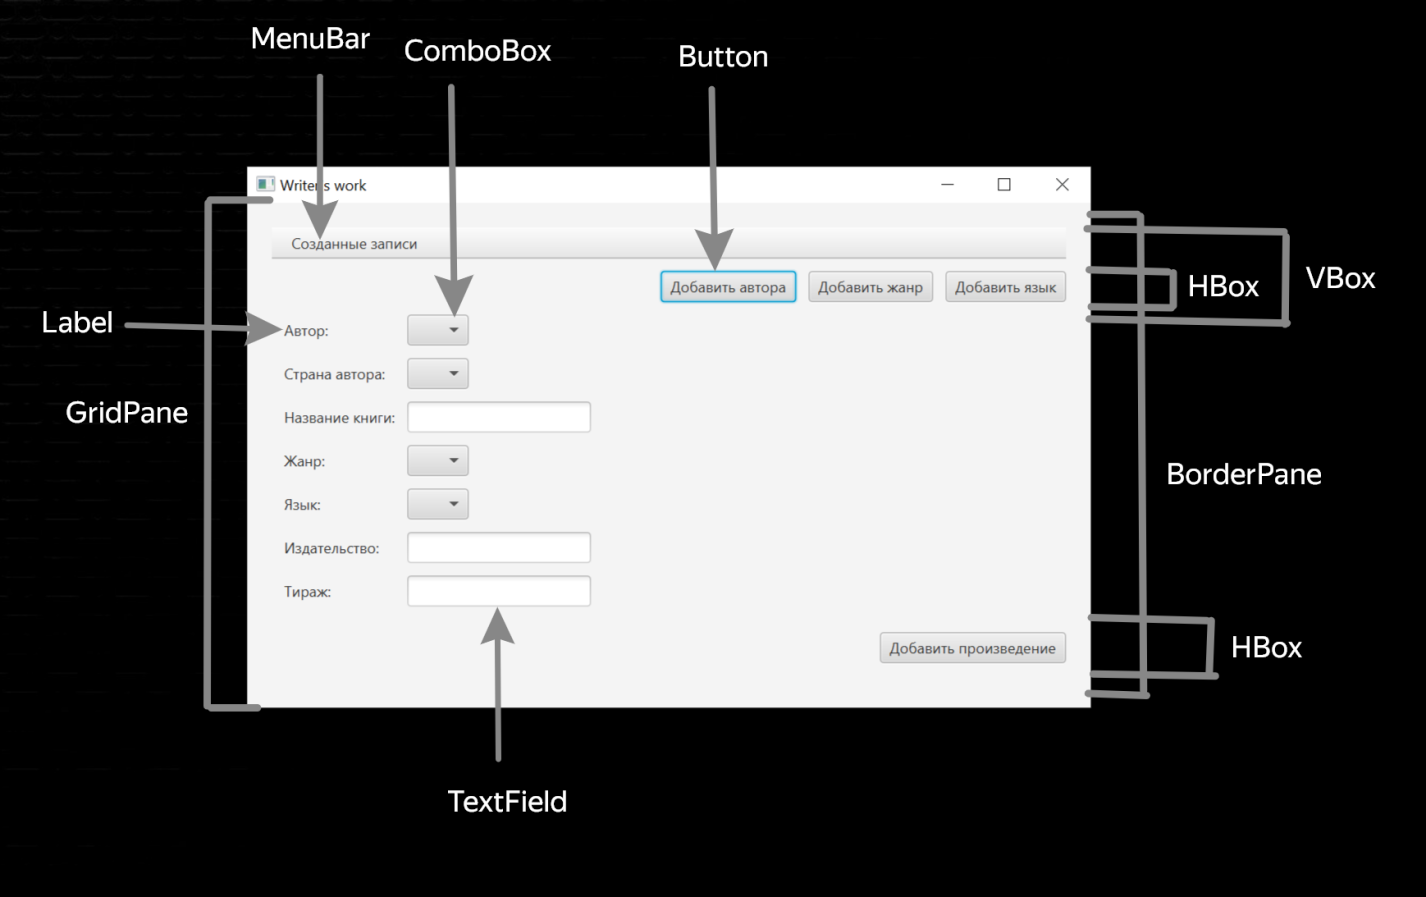 MenuBar
ComboBox
Button
Writer's work
Созданные записи
Добавить автора
Добавить жанр
Добавить язык
HBox
VBox
Label
Автор:
Страна автора:
GridPane
Название книги:
Жанр:
BorderPane
Язык:
Издательство:
Тираж:
Добавить произведение
HBox
TextField